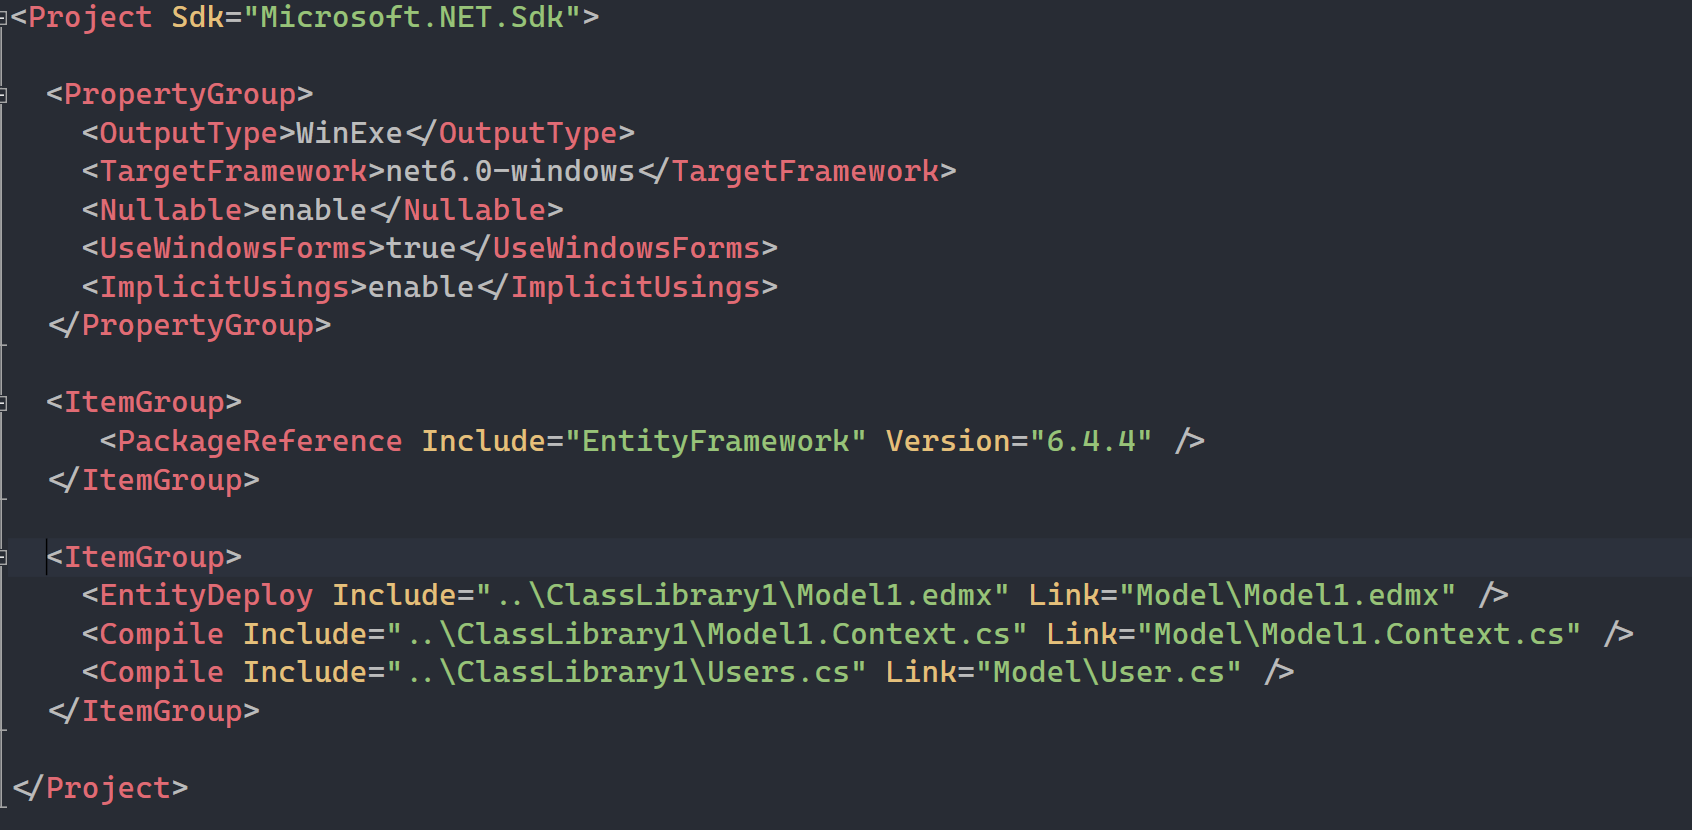 <Project Sdk="Microsoft.NET.Sdk">
<PropertyGroup>
<OutputType>WinExe</OutputType>
<TargetFramework>net6.0-windows</TargetFramework>
<Nullable>enable</Nullable>
<UseWindowsForms>true</UseWindowsForms>
<ImplicitUsings>enable</ImplicitUsings>
</PropertyGroup>
<ItemGroup>
<PackageReference Include="EntityFramework" Version="6.4.4" />
</ItemGroup>
<ItemGroup>
<EntityDeploy Include="..\ClassLibrary1\Model1.edmx" Link="Model\Model1.edmx" />
<Compile Include="..\ClassLibrary1\Model1.Context.cs" Link="Model\Model1.Context.cs" />
<Compile Include="..\ClassLibrary1\Users.cs" Link="Model\User.cs" />
</ItemGroup>
</Project>